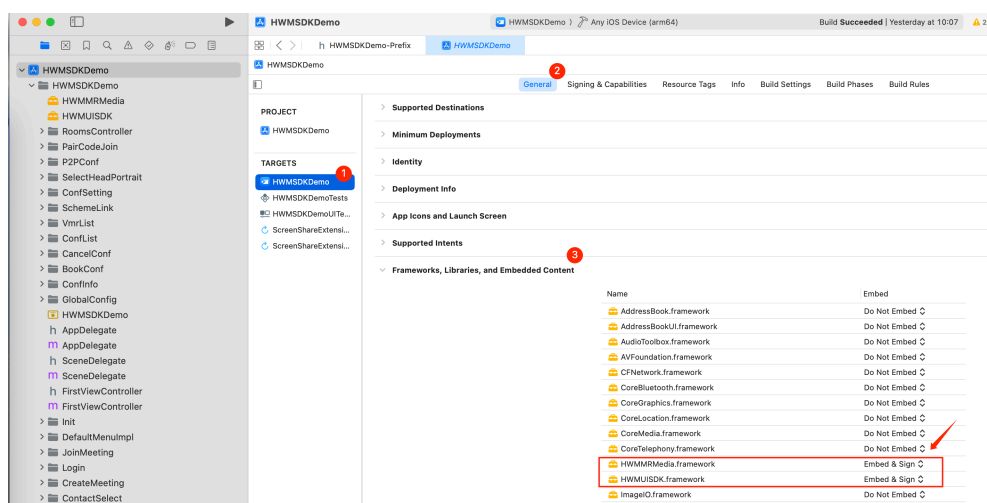 HWMSDKDemo
HWMSDKDemo
Any iOS Device (arm64)
Build Succeeded | Yesterday at 10:07
2
HWMSDKDemo-Prefix
HWMSDKDemo
HWMSDKDemo
HWMSDKDemo
HWMSDKDemo
HWMMRMedia
HWMUISDK
RoomsController
PairCodeJoin
P2PConf
SelectHeadPortrait
ConfSetting
SchemeLink
VmrList
ConfList
CancelConf
BookConf
ConfInfo
GlobalConfig
HWMSDKDemo
h AppDelegate
m AppDelegate
h SceneDelegate
m SceneDelegate
h FirstViewController
m FirstViewController
Init
DefaultMenuImpl
JoinMeeting
Login
CreateMeeting
ContactSelect
2
General Signing & Capabilities Resource Tags Info Build Settings Build Phases Build Rules
PROJECT
HWMSDKDemo
TARGETS
1
HWMSDKDemo
HWMSDKDemoTests
HWMSDKDemoUITe...
ScreenShareExtensi...
ScreenShareExtensi...
Supported Destinations
Minimum Deployments
Identity
Deployment Info
App Icons and Launch Screen
Supported Intents
3
Frameworks, Libraries, and Embedded Content
Name Embed
AddressBook.framework Do Not Embed
AddressBookUI.framework Do Not Embed
AudioToolbox.framework Do Not Embed
AVFoundation.framework Do Not Embed
CFNetwork.framework Do Not Embed
CoreBluetooth.framework Do Not Embed
CoreGraphics.framework Do Not Embed
CoreLocation.framework Do Not Embed
CoreMedia.framework Do Not Embed
CoreTelephony.framework Do Not Embed
HWMMRMedia.framework Embed & Sign
HWMUISDK.framework Embed & Sign
ImageIO.framework Do Not Embed